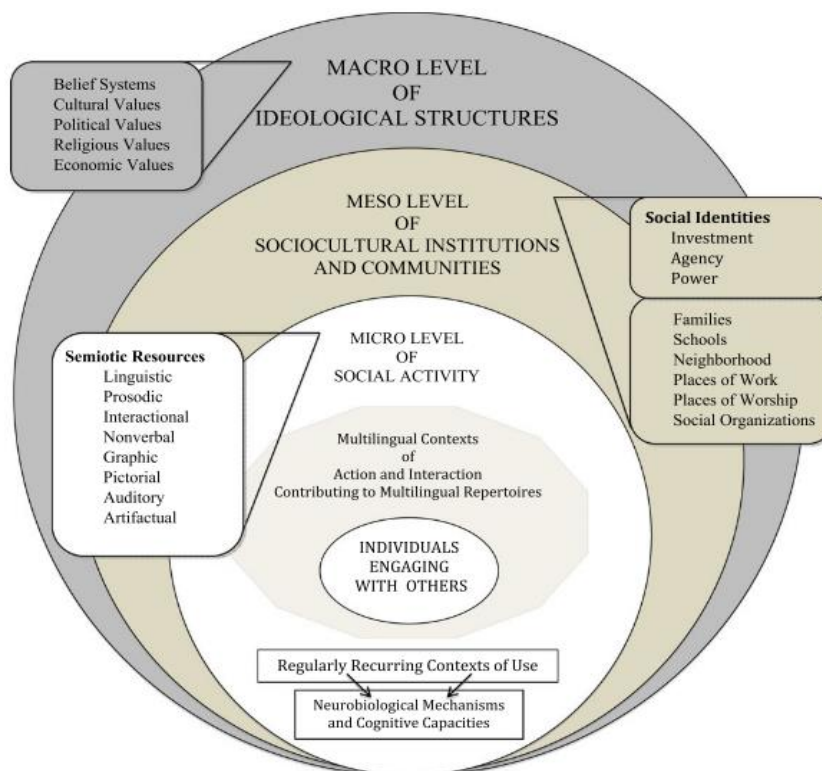 MACRO LEVEL
OF
IDEOLOGICAL STRUCTURES
Belief Systems
Cultural Values
Political Values
Religious Values
Economic Values
MESO LEVEL
OF
SOCIOCULTURAL INSTITUTIONS
AND COMMUNITIES
Social Identities
Investment
Agency
Power
Families
Schools
Neighborhood
Places of Work
Places of Worship
Social Organizations
MICRO LEVEL
OF
SOCIAL ACTIVITY
Semiotic Resources
Linguistic
Prosodic
Interactional
Nonverbal
Graphic
Pictorial
Auditory
Artifactual
Multilingual Contexts
of
Action and Interaction
Contributing to Multilingual Repertoires
INDIVIDUALS
ENGAGING
WITH OTHERS
Regularly Recurring Contexts of Use
Neurobiological Mechanisms
and Cognitive Capacities